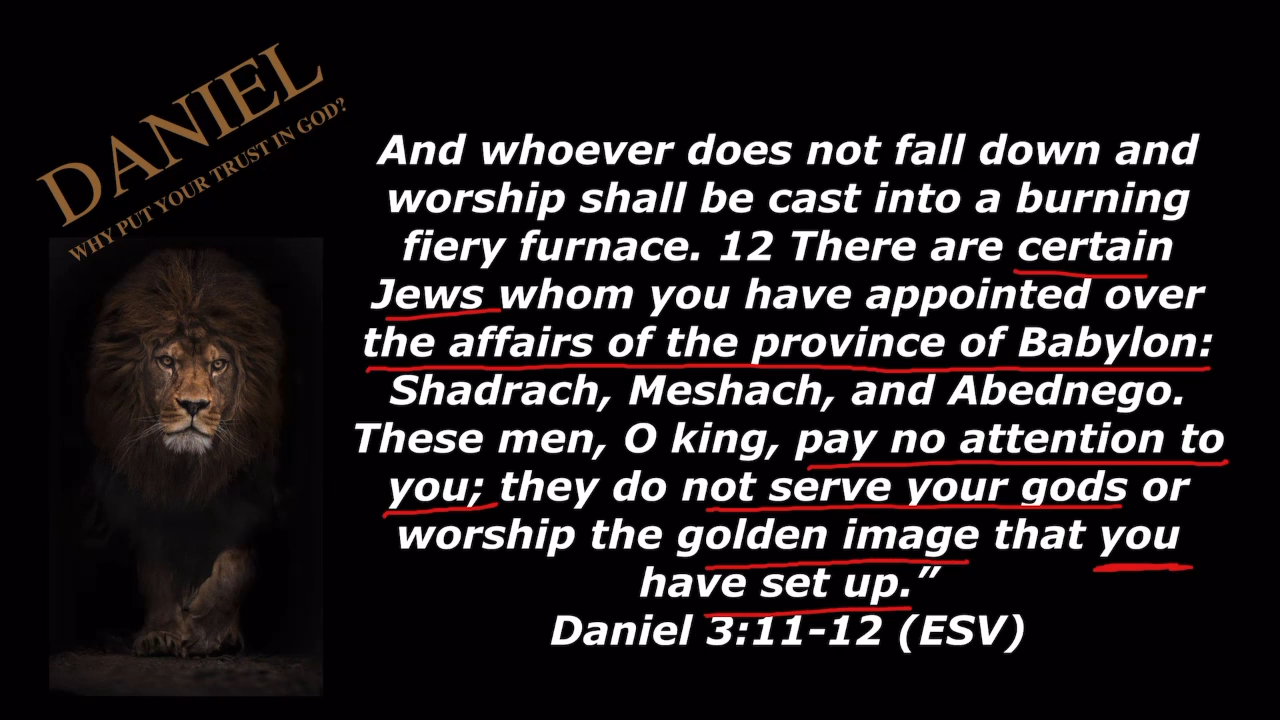 DANIEL
WHY PUT YOUR TRUST IN GOD?
And whoever does not fall down and
worship shall be cast into a burning
fiery furnace. 12 There are certain
Jews whom you have appointed over
the affairs of the province of Babylon:
Shadrach, Meshach, and Abednego.
These men, O king, pay no attention to
you; they do not serve your gods or
worship the golden image that you
have set up.”
Daniel 3:11-12 (ESV)